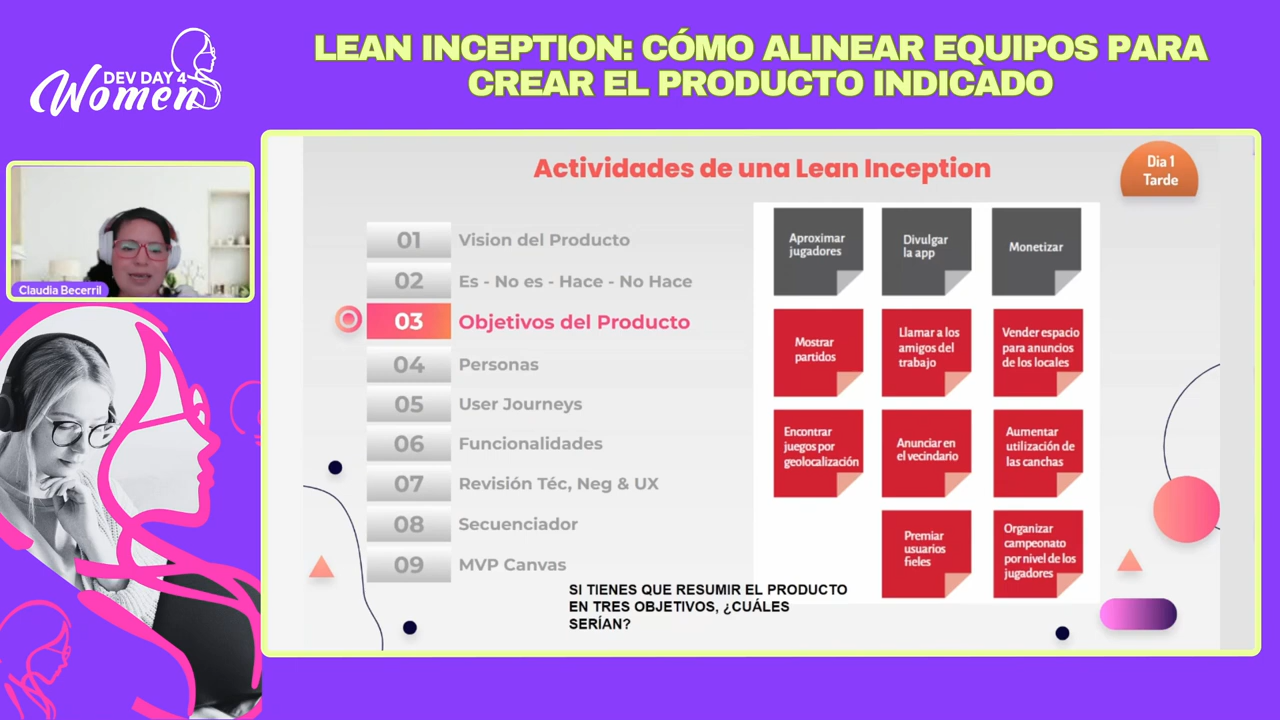 DEV DAY 4
Women
LEAN INCEPTION: CÓMO ALINEAR EQUIPOS PARA
CREAR EL PRODUCTO INDICADO
Claudia Becerril
Actividades de una Lean Inception
Dia 1
Tarde
01 Vision del Producto
02 Es - No es - Hace - No Hace
03 Objetivos del Producto
04 Personas
05 User Journeys
06 Funcionalidades
07 Revisión Téc, Neg & UX
08 Secuenciador
09 MVP Canvas
Aproximar
jugadores
Divulgar
la app
Monetizar
Mostrar
partidos
Llamar a los
amigos del
trabajo
Vender espacio
para anuncios
de los locales
Encontrar
juegos por
geolocalización
Anunciar en
el vecindario
Aumentar
utilización de
las canchas
Premiar
usuarios
fieles
Organizar
campeonato
por nivel de los
jugadores
SI TIENES QUE RESUMIR EL PRODUCTO
EN TRES OBJETIVOS, ¿CUÁLES
SERÍAN?